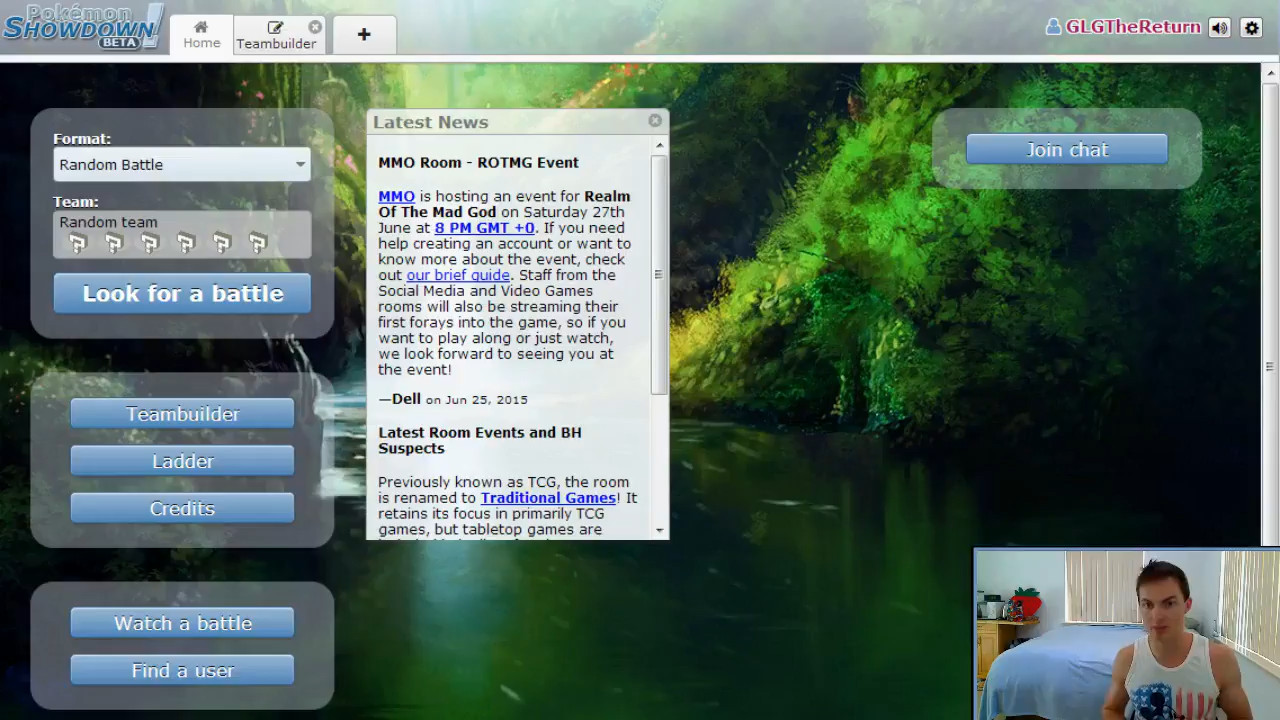 Pokémon
SHOWDOWN!
BETA
Home
Teambuilder
+
GLGTheReturn
Format:
Random Battle
Team:
Random team
Look for a battle
Teambuilder
Ladder
Credits
Watch a battle
Find a user
Latest News
MMO Room - ROTMG Event
MMO is hosting an event for Realm
Of The Mad God on Saturday 27th
June at 8 PM GMT +0. If you need
help creating an account or want to
know more about the event, check
out our brief guide. Staff from the
Social Media and Video Games
rooms will also be streaming their
first forays into the game, so if you
want to play along or just watch,
we look forward to seeing you at
the event!
—Dell on Jun 25, 2015
Latest Room Events and BH
Suspects
Previously known as TCG, the room
is renamed to Traditional Games! It
retains its focus in primarily TCG
games, but tabletop games are
Join chat